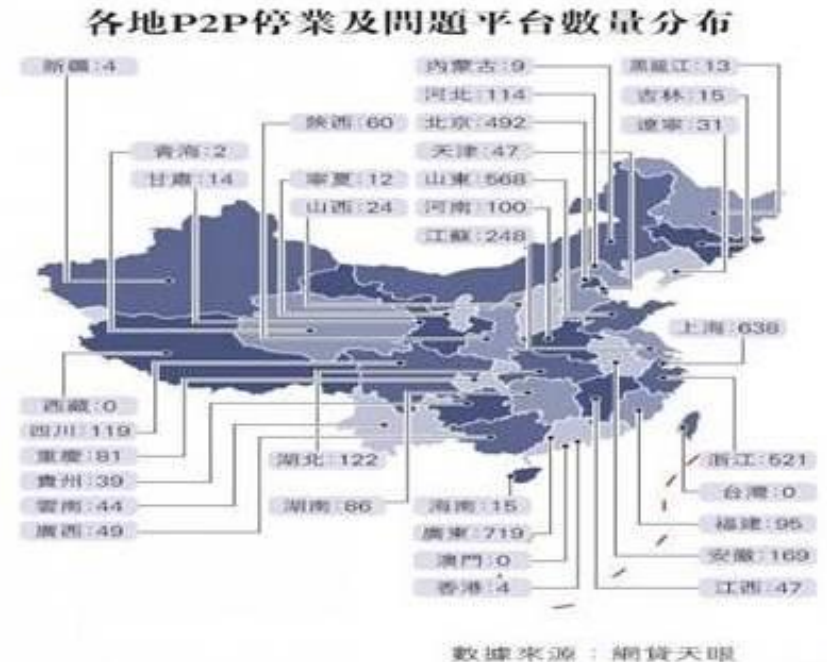 各地P2P停業及問題平台數量分布
新疆:4
內蒙古:9
黑龍江:13
河北:114
吉林:15
陝西:60
北京:492
遼寧:31
青海:2
天津:47
甘肅:14
寧夏:12
山東:568
山西:24
河南:100
江蘇:248
上海:638
西藏:0
四川:119
重慶:81
湖北:122
浙江:521
貴州:39
台灣:0
雲南:44
湖南:86
海南:15
福建:95
廣西:49
廣東:719
安徽:169
澳門:0
香港:4
江西:47
數據來源:網貸天眼